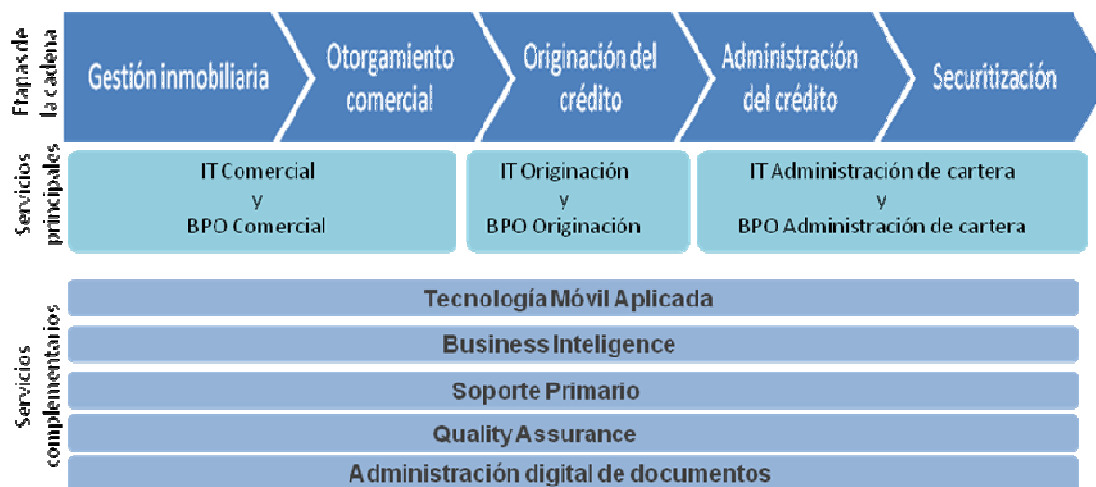 Etapas de
la cadena
Gestión inmobiliaria
Otorgamiento
comercial
Originación del
crédito
Administración
del crédito
Securitización
Servicios
principales
IT Comercial
y
BPO Comercial
IT Originación
y
BPO Originación
IT Administración de cartera
y
BPO Administración de cartera
Servicios
complementarios
Tecnología Móvil Aplicada
Business Inteligence
Soporte Primario
Quality Assurance
Administración digital de documentos